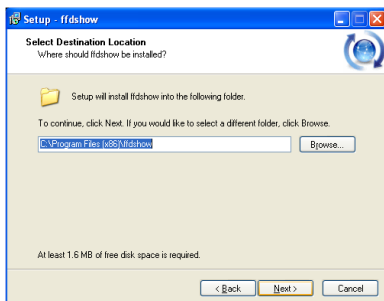 Setup - ffdshow
Select Destination Location
Where should ffdshow be installed?
Setup will install ffdshow into the following folder.
To continue, click Next. If you would like to select a different folder, click Browse.
C:\Program Files (x86)\ffdshow
Browse...
At least 1.6 MB of free disk space is required.
< Back
Next >
Cancel